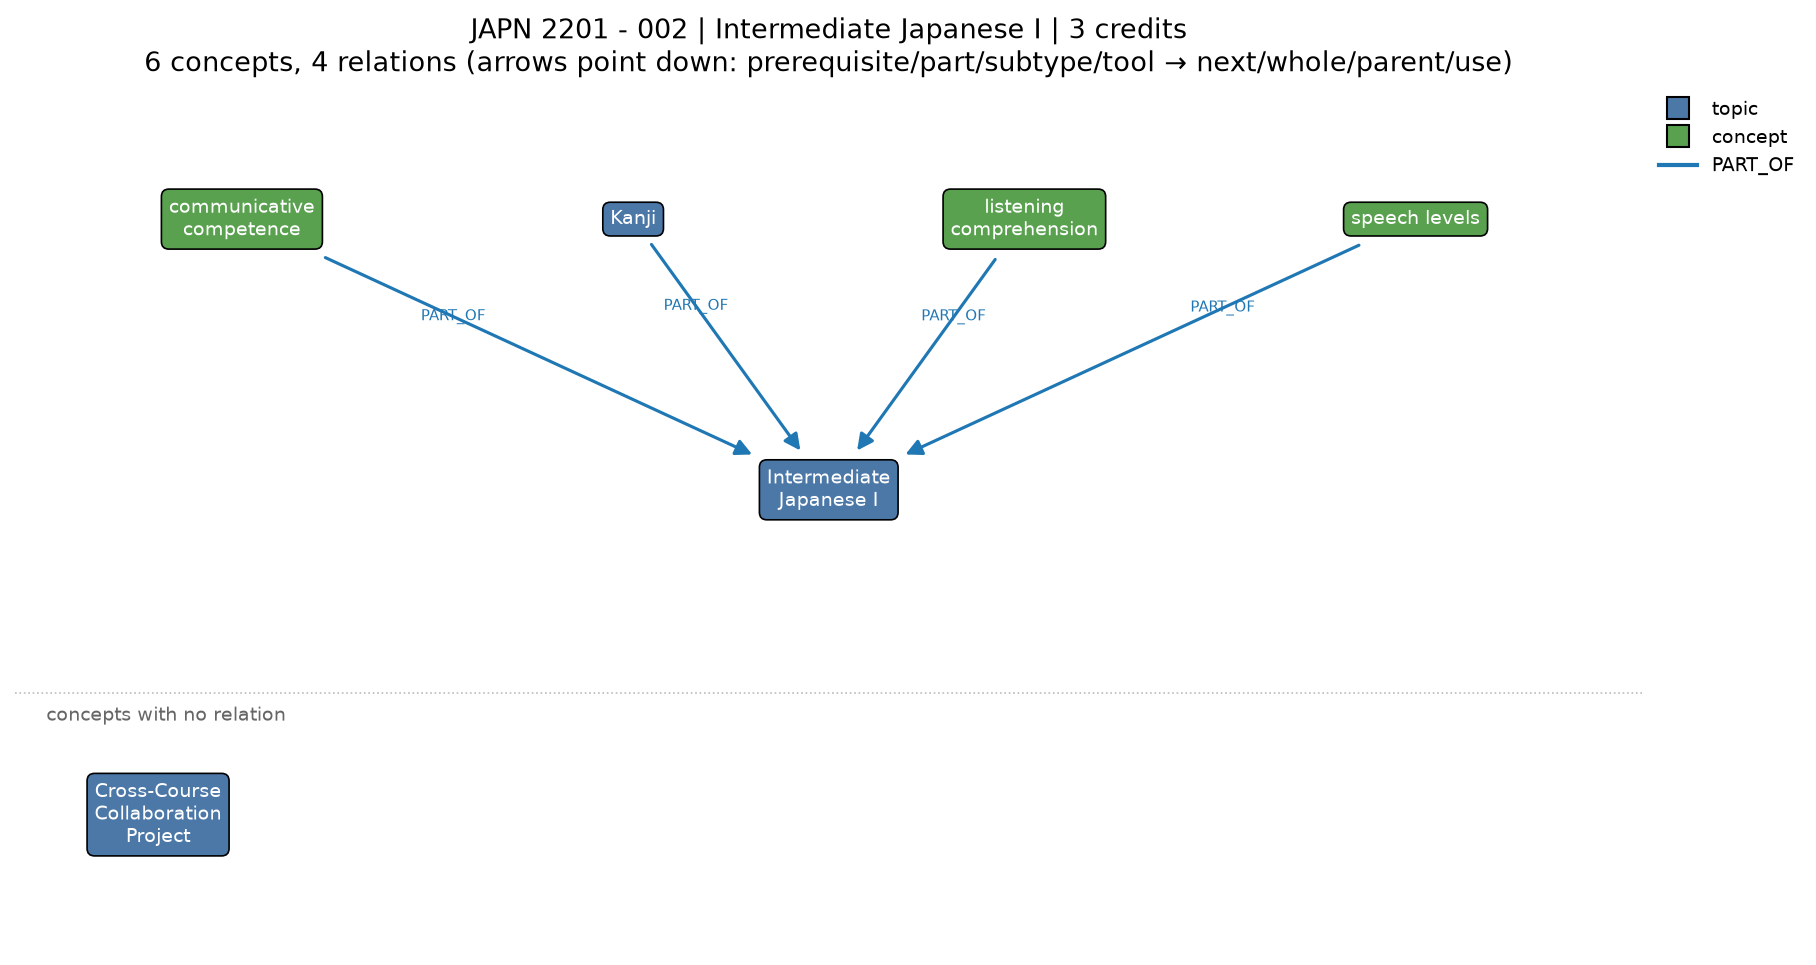 JAPN 2201 - 002 | Intermediate Japanese I | 3 credits
6 concepts, 4 relations (arrows point down: prerequisite/part/subtype/tool → next/whole/parent/use)
topic
concept
PART_OF
communicative
competence
Kanji
listening
comprehension
speech levels
PART_OF
PART_OF
PART_OF
PART_OF
Intermediate
Japanese I
concepts with no relation
Cross-Course
Collaboration
Project